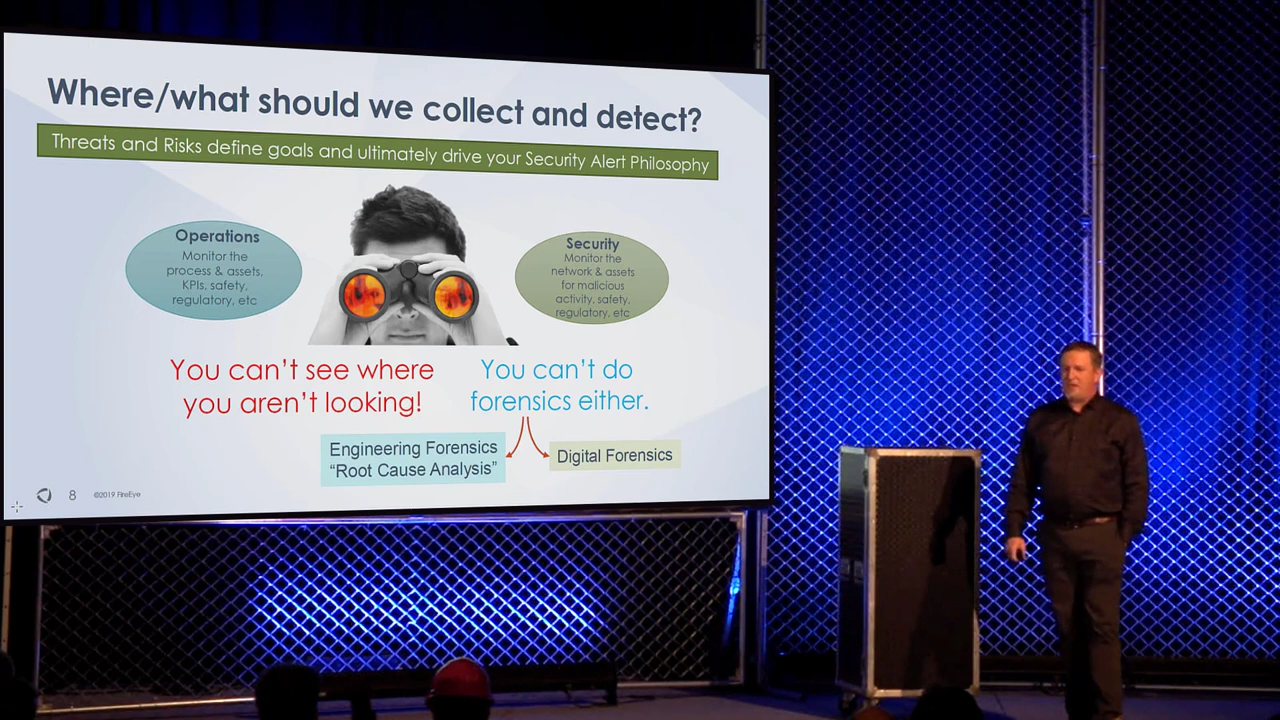 Where/what should we collect and detect?
Threats and Risks define goals and ultimately drive your Security Alert Philosophy
Operations
Monitor the
process & assets,
KPIs, safety,
regulatory, etc
Security
Monitor the
network & assets
for malicious
activity, safety,
regulatory, etc
You can't see where
you aren't looking!
You can't do
forensics either.
Engineering Forensics
“Root Cause Analysis”
Digital Forensics
8
©2019 FireEye